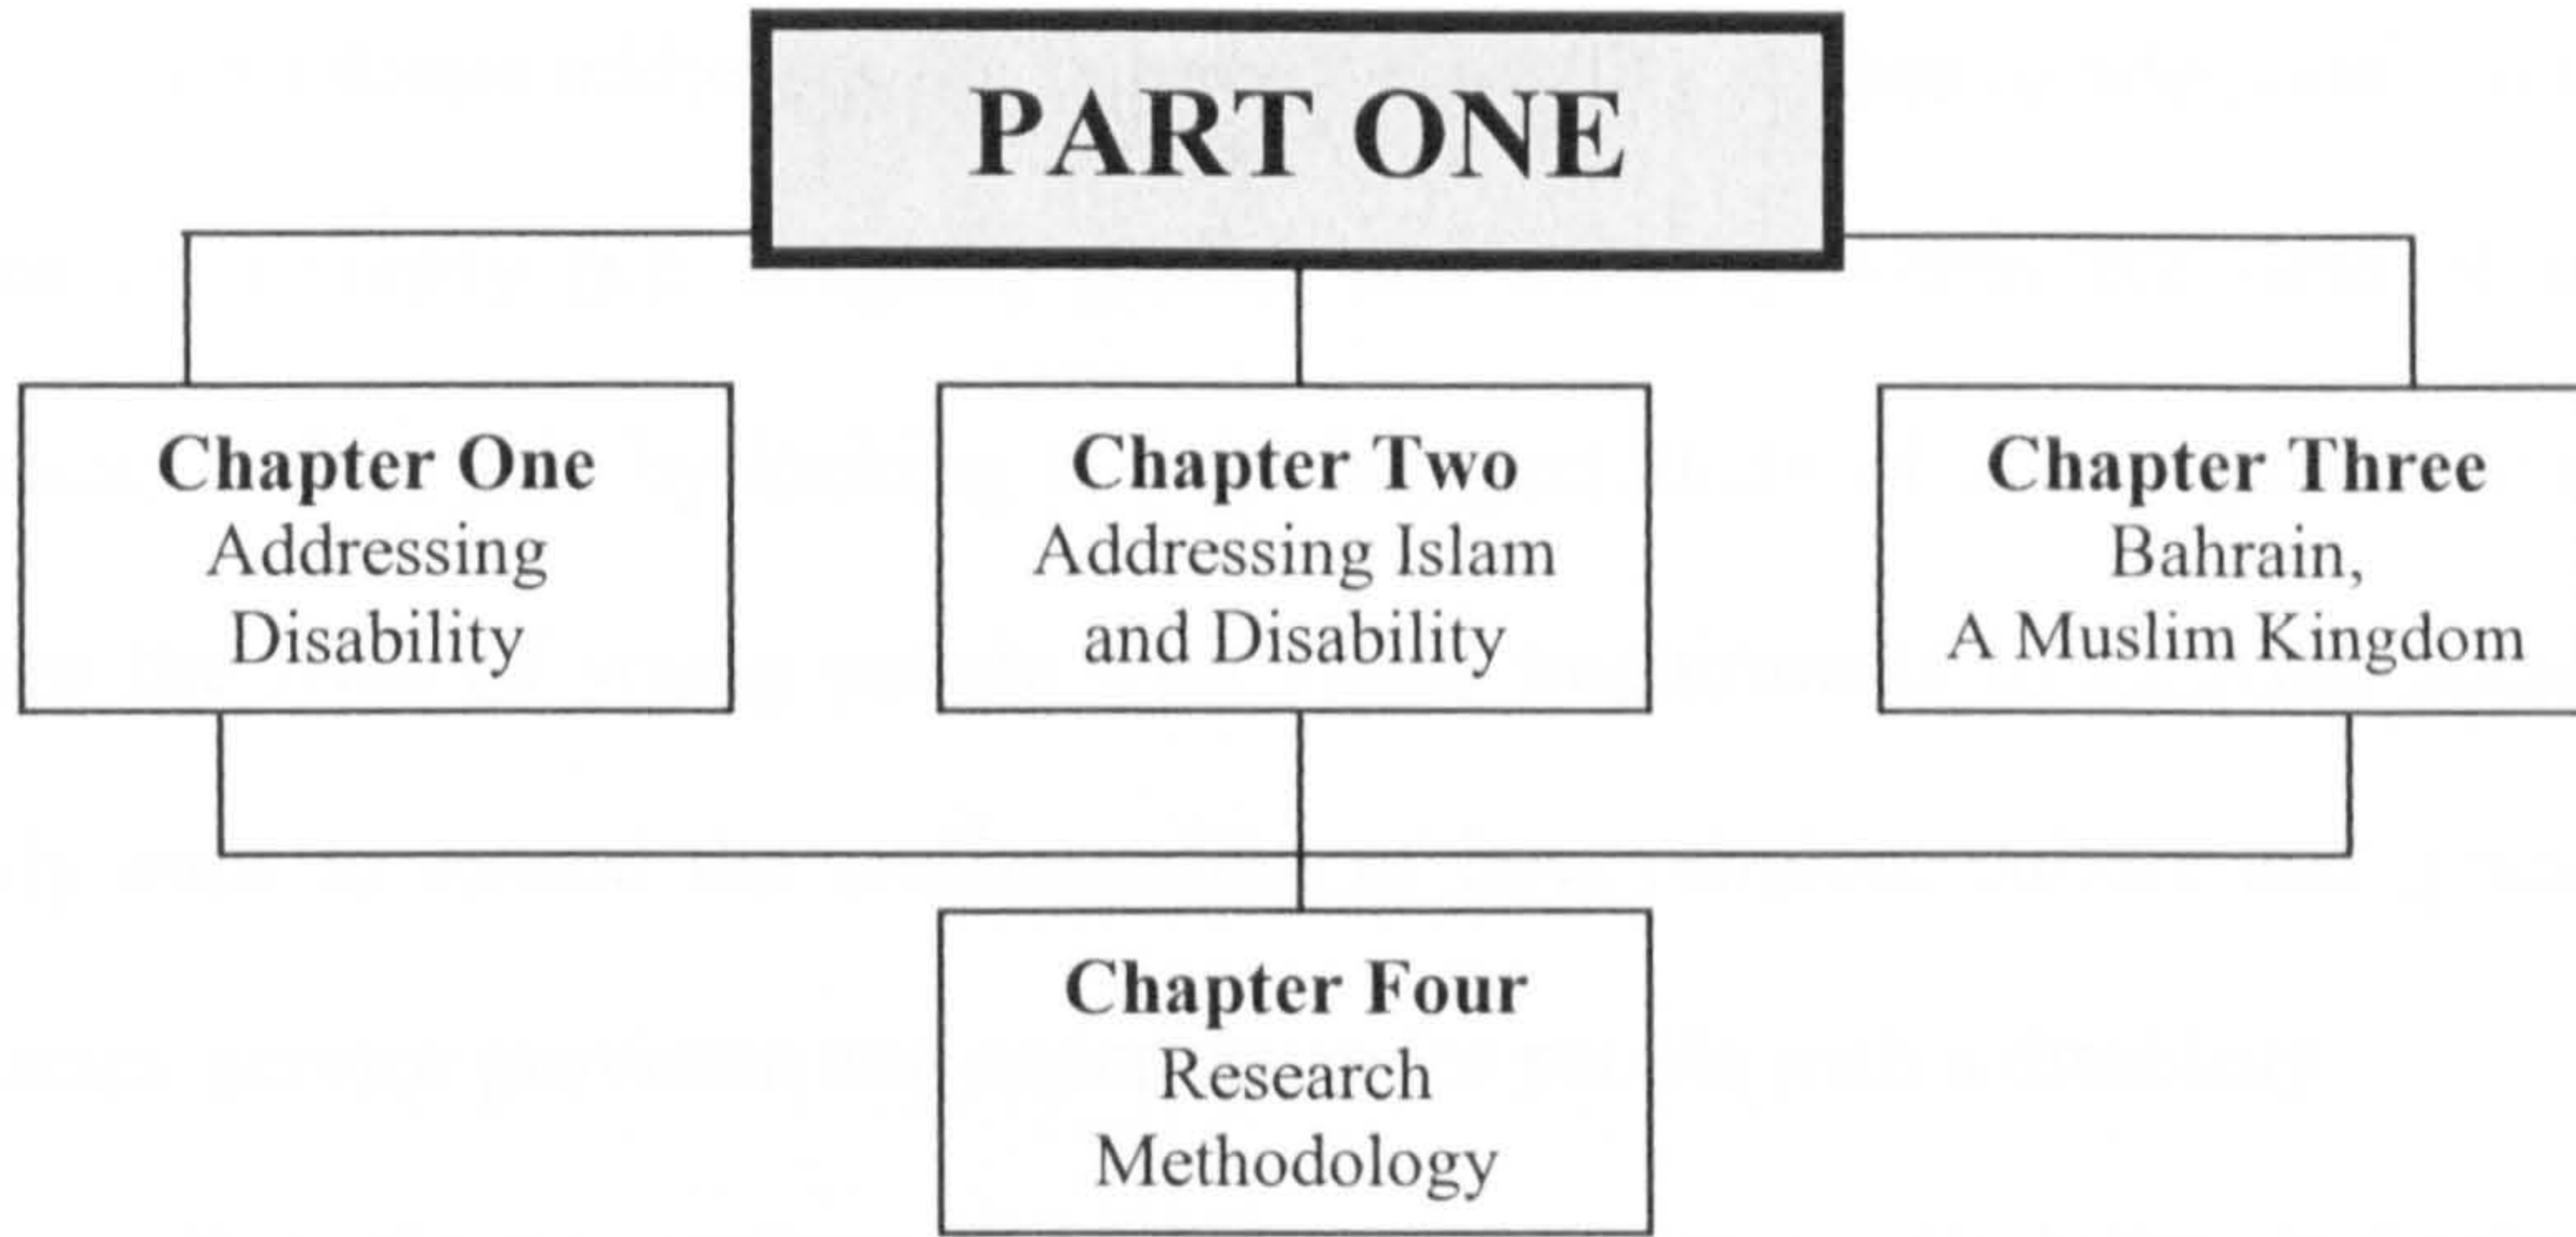 PART ONE
Chapter One
Addressing
Disability
Chapter Two
Addressing Islam
and Disability
Chapter Three
Bahrain,
A Muslim Kingdom
Chapter Four
Research
Methodology